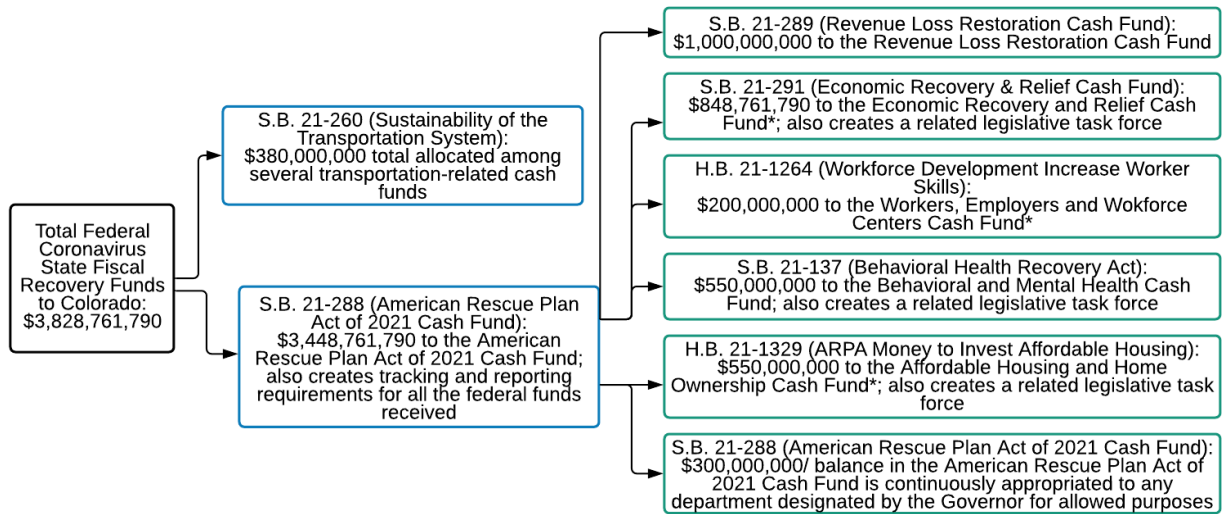 Total Federal
Coronavirus
State Fiscal
Recovery Funds
to Colorado:
$3,828,761,790
S.B. 21-260 (Sustainability of the
Transportation System):
$380,000,000 total allocated among
several transportation-related cash
funds
S.B. 21-288 (American Rescue Plan
Act of 2021 Cash Fund):
$3,448,761,790 to the American
Rescue Plan Act of 2021 Cash Fund;
also creates tracking and reporting
requirements for all the federal funds
received
S.B. 21-289 (Revenue Loss Restoration Cash Fund):
$1,000,000,000 to the Revenue Loss Restoration Cash Fund
S.B. 21-291 (Economic Recovery & Relief Cash Fund):
$848,761,790 to the Economic Recovery and Relief Cash
Fund*; also creates a related legislative task force
H.B. 21-1264 (Workforce Development Increase Worker
Skills):
$200,000,000 to the Workers, Employers and Wokforce
Centers Cash Fund*
S.B. 21-137 (Behavioral Health Recovery Act):
$550,000,000 to the Behavioral and Mental Health Cash
Fund; also creates a related legislative task force
H.B. 21-1329 (ARPA Money to Invest Affordable Housing):
$550,000,000 to the Affordable Housing and Home
Ownership Cash Fund*; also creates a related legislative task
force
S.B. 21-288 (American Rescue Plan Act of 2021 Cash Fund):
$300,000,000/ balance in the American Rescue Plan Act of
2021 Cash Fund is continuously appropriated to any
department designated by the Governor for allowed purposes